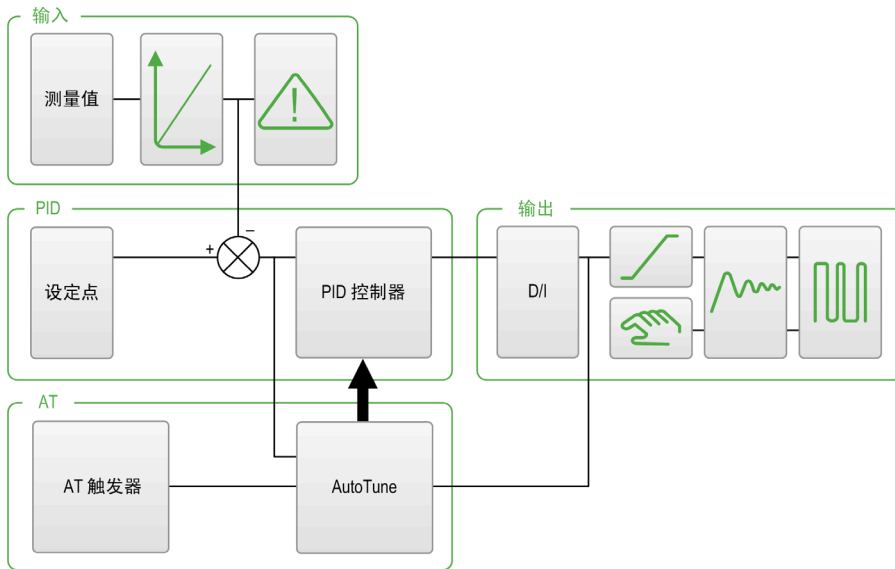 输入
测量值
PID
输出
−
+
设定点
PID 控制器
D/I
AT
AT 触发器
AutoTune